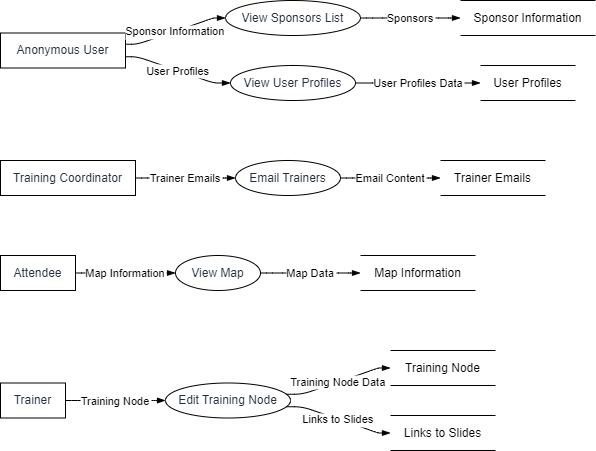 Anonymous User
Sponsor Information
View Sponsors List
Sponsors
Sponsor Information
User Profiles
View User Profiles
User Profiles Data
User Profiles
Training Coordinator
Trainer Emails
Email Trainers
Email Content
Trainer Emails
Attendee
Map Information
View Map
Map Data
Map Information
Trainer
Training Node
Edit Training Node
Training Node Data
Training Node
Links to Slides
Links to Slides